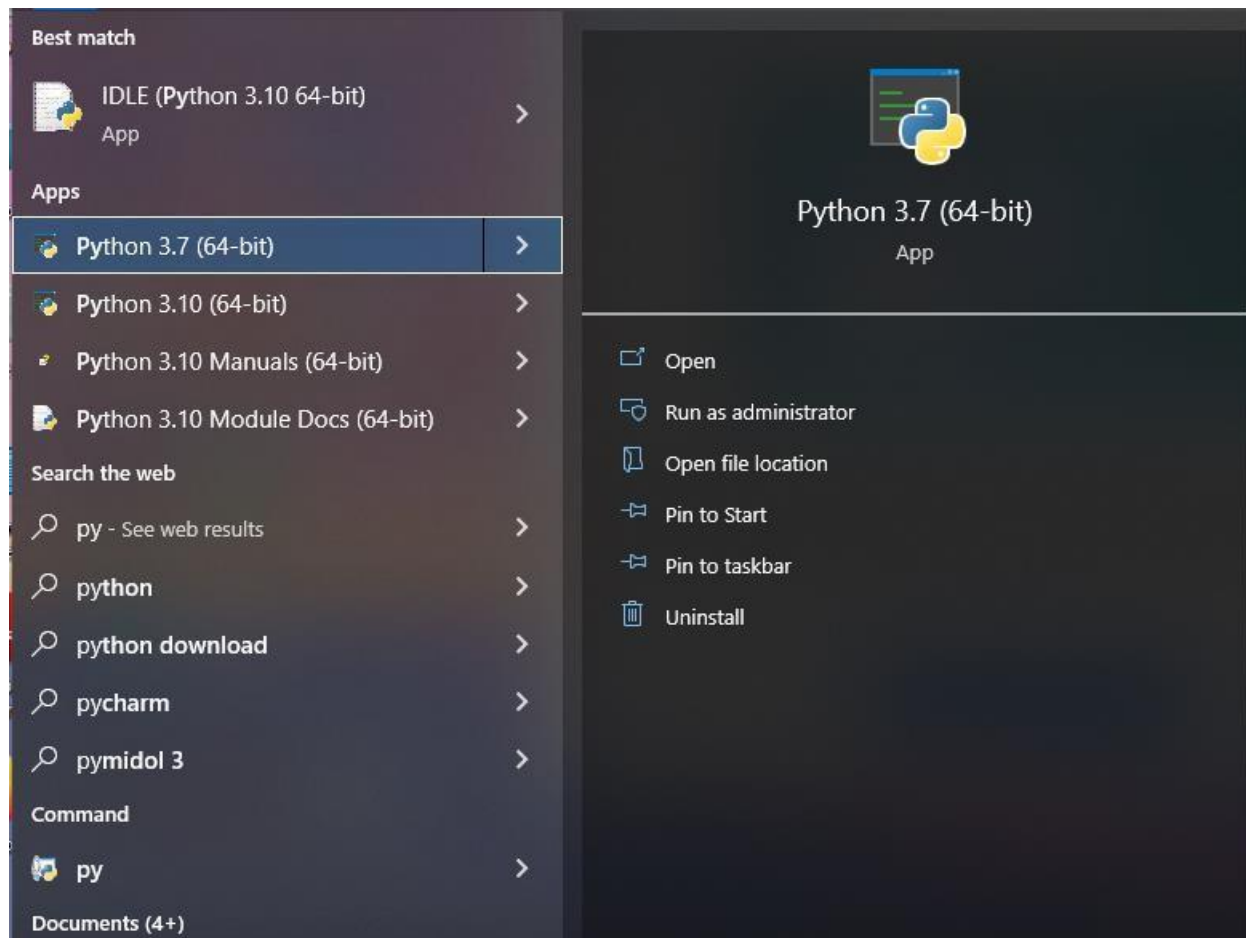 Best match
IDLE (Python 3.10 64-bit)
App
Apps
Python 3.7 (64-bit)
Python 3.10 (64-bit)
Python 3.10 Manuals (64-bit)
Python 3.10 Module Docs (64-bit)
Search the web
py - See web results
python
python download
pycharm
pymidol 3
Command
py
Documents (4+)
Python 3.7 (64-bit)
App
Open
Run as administrator
Open file location
Pin to Start
Pin to taskbar
Uninstall